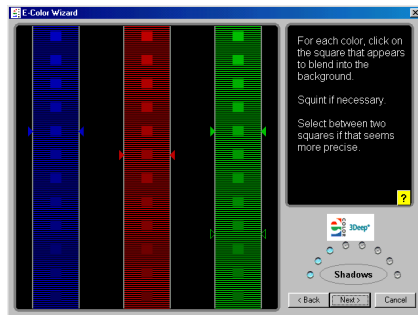 E-Color Wizard
For each color, click on
the square that appears
to blend into the
background.
Squint if necessary.
Select between two
squares if that seems
more precise.
?
3Deep®
Shadows
< Back
Next >
Cancel